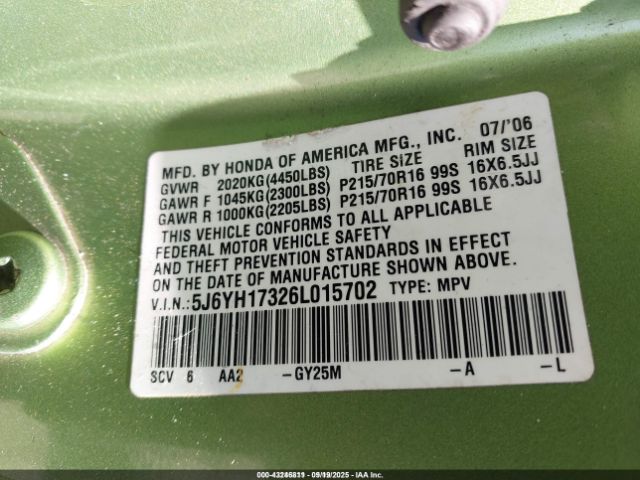 MFD. BY HONDA OF AMERICA MFG., INC. 07/'06
GVWR 2020KG(4450LBS) TIRE SIZE RIM SIZE
GAWR F 1045KG(2300LBS) P215/70R16 99S 16X6.5JJ
GAWR R 1000KG(2205LBS) P215/70R16 99S 16X6.5JJ
THIS VEHICLE CONFORMS TO ALL APPLICABLE
FEDERAL MOTOR VEHICLE SAFETY
AND THEFT PREVENTION STANDARDS IN EFFECT
ON THE DATE OF MANUFACTURE SHOWN ABOVE.
V.I.N.: 5J6YH17326L015702 TYPE: MPV
SCV 6 AA2 -GY25M -A -L
000-43246819 - 09/19/2025 - IAA Inc.